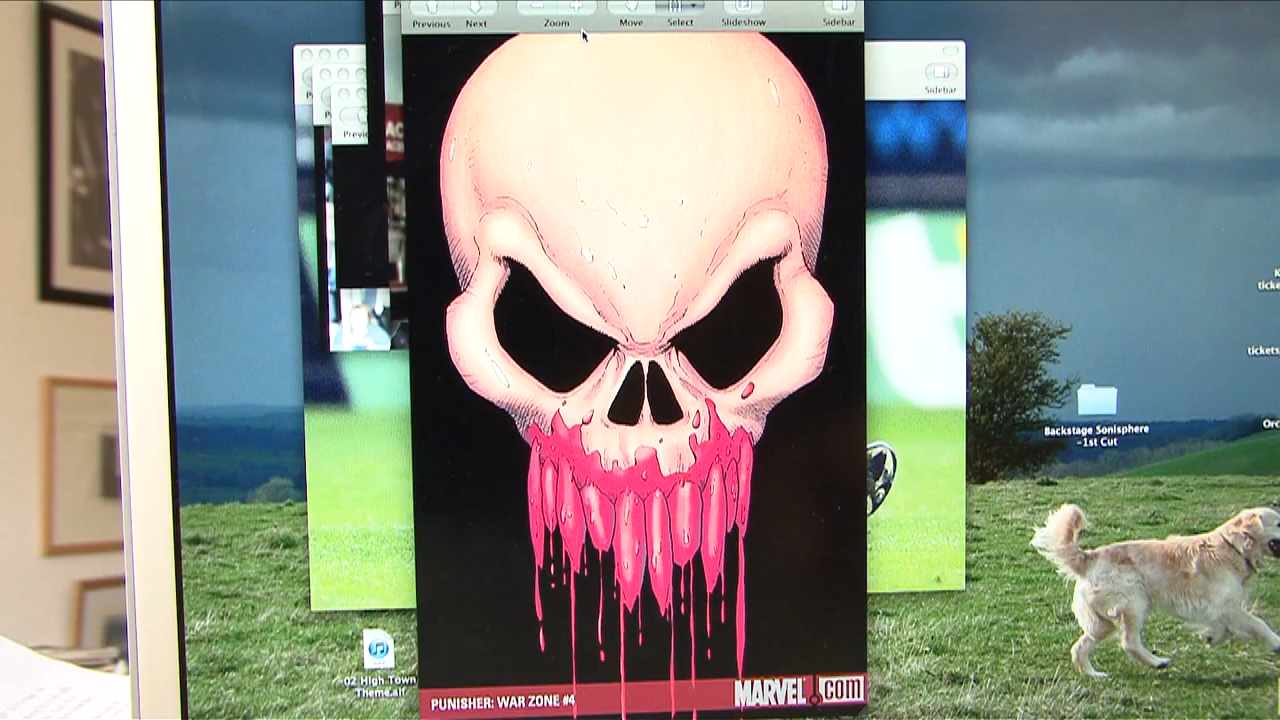 Previous
Next
Zoom
Move
Select
Slideshow
Sidebar
Sidebar
Previc
Backstage Sonisphere
-1st Cut
tickets
-02 High Town
Theme.aif
PUNISHER: WAR ZONE #4
MARVEL.com